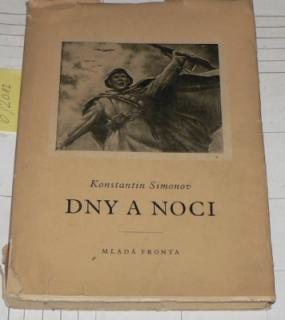 Konstantin Simonov
DNY A NOCI
MLADÁ FRONTA